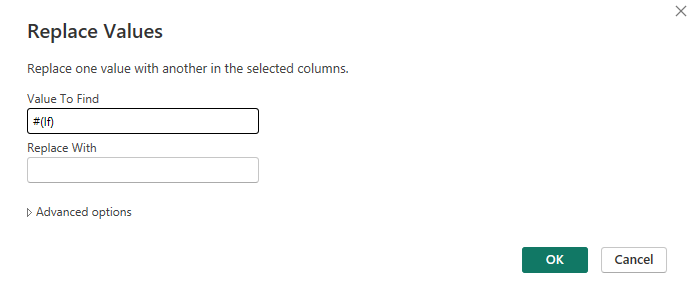 Replace Values
Replace one value with another in the selected columns.
Value To Find
#(lf)
Replace With
Advanced options
OK
Cancel